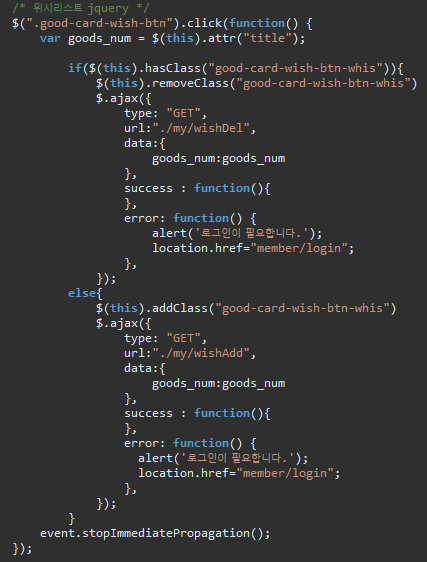 /* 위시리스트 jquery */
$(".good-card-wish-btn").click(function() {
    var goods_num = $(this).attr("title");

        if($(this).hasClass("good-card-wish-btn-whis")){
            $(this).removeClass("good-card-wish-btn-whis")
            $.ajax({
                type: "GET",
                url:"./my/wishDel",
                data:{
                    goods_num:goods_num
                },
                success : function(){
                },
                error: function() {
                    alert('로그인이 필요합니다.');
                    location.href="member/login";
                },
            });
        else{
            $(this).addClass("good-card-wish-btn-whis")
            $.ajax({
                type: "GET",
                url:"./my/wishAdd",
                data:{
                    goods_num:goods_num
                },
                success : function(){
                },
                error: function() {
                  alert('로그인이 필요합니다.');
                  location.href="member/login";
                },
            });
        }
    event.stopImmediatePropagation();
});